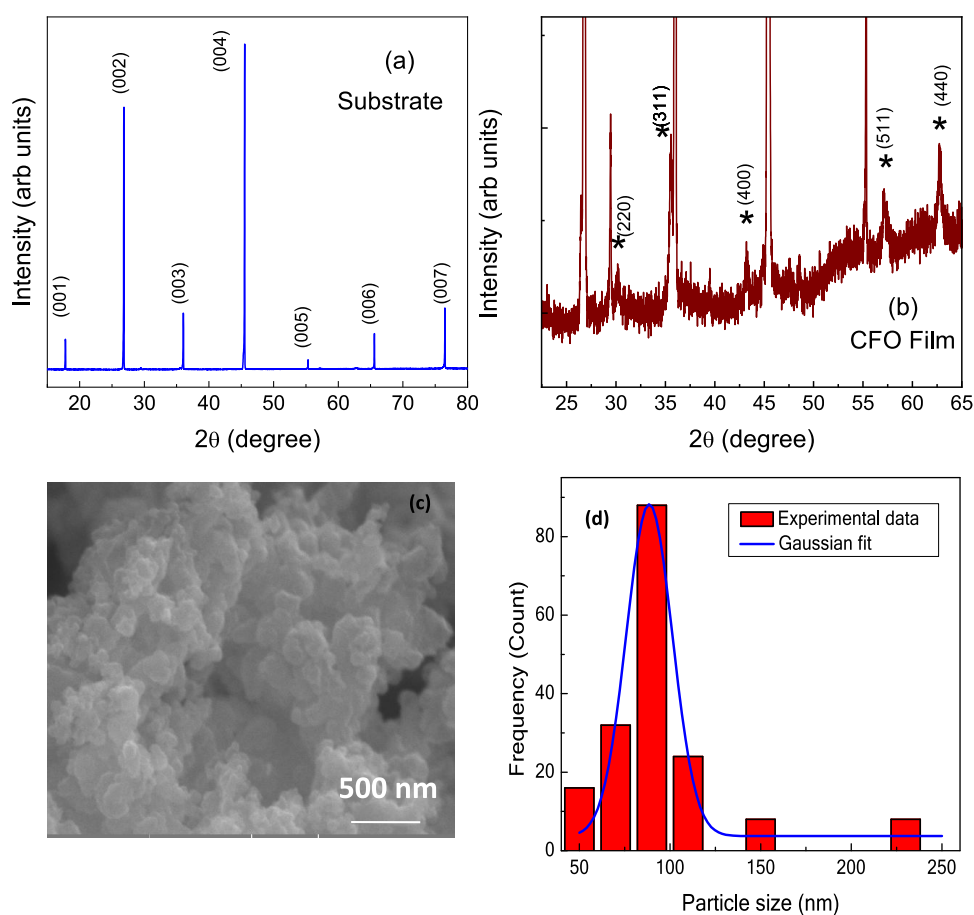 (a)
Substrate
(001)
(002)
(003)
(004)
(005)
(006)
(007)
Intensity (arb units)
20
30
40
50
60
70
80
2θ (degree)
(b)
CFO Film
*(220)
*(311)
*(400)
*(511)
*(440)
Intensity (arb units)
25
30
35
40
45
50
55
60
65
2θ (degree)
(c)
500 nm
(d)
Experimental data
Gaussian fit
Frequency (Count)
0
20
40
60
80
50
100
150
200
250
Particle size (nm)